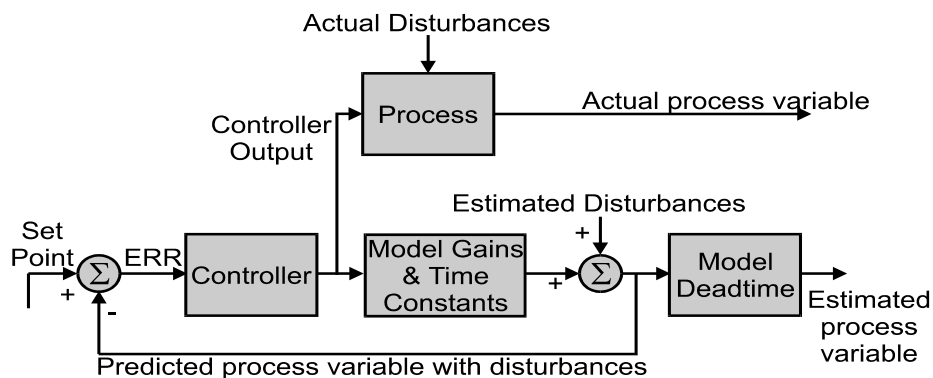 Actual Disturbances
Process
Actual process variable
Controller
Output
Estimated Disturbances
+
Set
Point
Σ
+
-
ERR
Controller
Model Gains
& Time
Constants
+
Σ
Model
Deadtime
Estimated
process
variable
Predicted process variable with disturbances